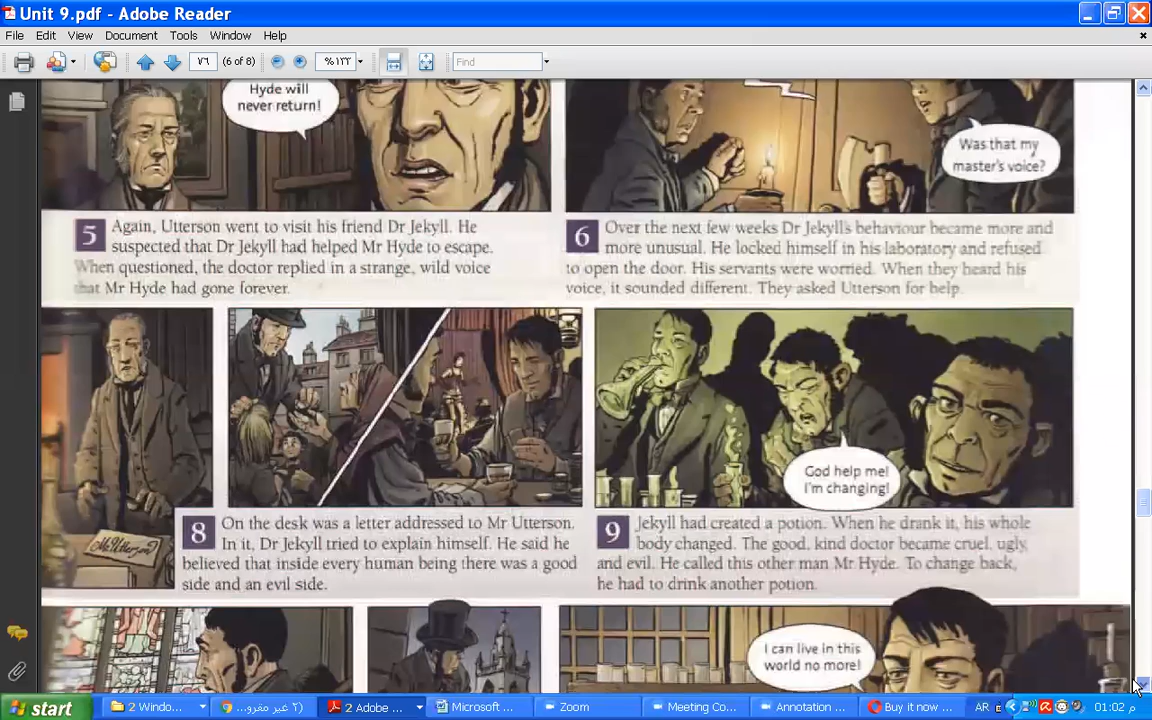 Unit 9.pdf - Adobe Reader
File Edit View Document Tools Window Help
٧٦ (6 of 8) %١٣٣ Find
Hyde will
never return!
Was that my
master's voice?
5 Again, Utterson went to visit his friend Dr Jekyll. He
suspected that Dr Jekyll had helped Mr Hyde to escape.
When questioned, the doctor replied in a strange, wild voice
that Mr Hyde had gone forever.
6 Over the next few weeks Dr Jekyll's behaviour became more and
more unusual. He locked himself in his laboratory and refused
to open the door. His servants were worried. When they heard his
voice, it sounded different. They asked Utterson for help.
Mr Utterson
8 On the desk was a letter addressed to Mr Utterson.
In it, Dr Jekyll tried to explain himself. He said he
believed that inside every human being there was a good
side and an evil side.
God help me!
I'm changing!
9 Jekyll had created a potion. When he drank it, his whole
body changed. The good, kind doctor became cruel, ugly,
and evil. He called this other man Mr Hyde. To change back,
he had to drink another potion.
I can live in this
world no more!
start 2 Windo... (٢ غير مقرو... 2 Adobe ... Microsoft ... Zoom Meeting Co... Annotation ... Buy it now ... AR 01:02 م